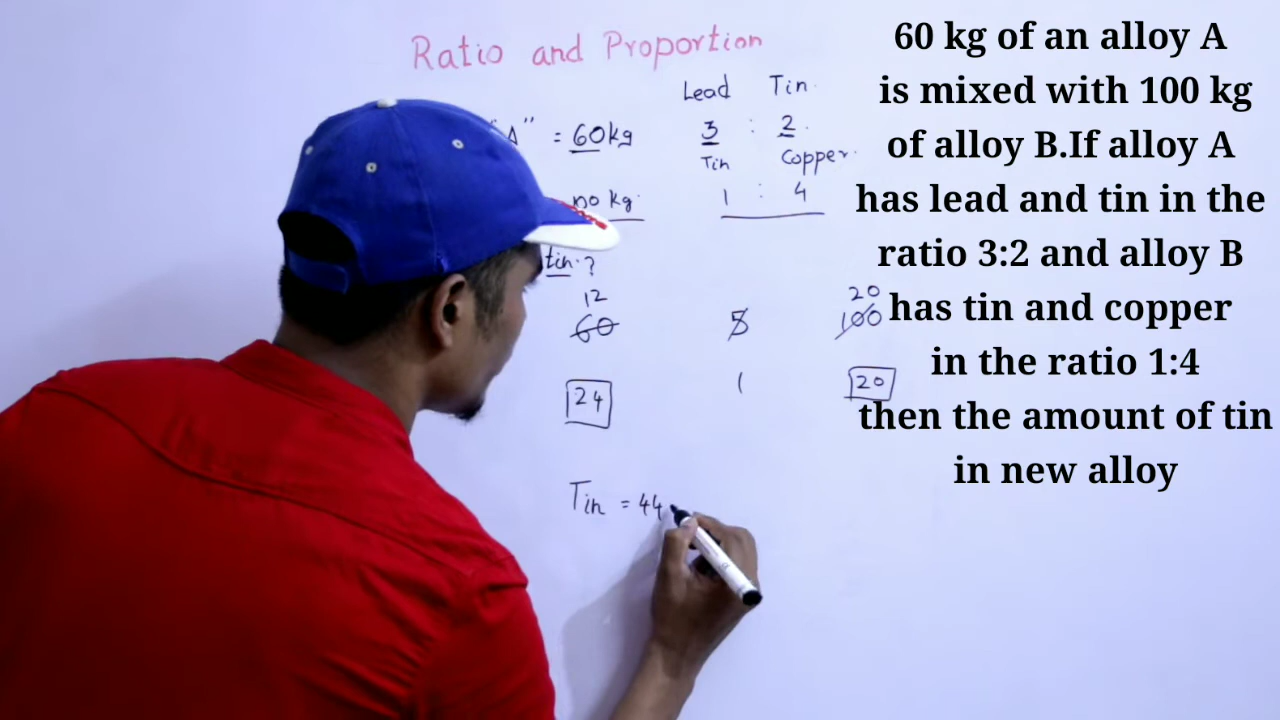 Ratio and Proportion
Lead Tin.
"A" = 60kg 3 : 2.
Tin Copper.
kg. 1 : 4
tin. ?
12 20
60 5 100
24 1 20
Tin = 44
60 kg of an alloy A
is mixed with 100 kg
of alloy B.If alloy A
has lead and tin in the
ratio 3:2 and alloy B
has tin and copper
in the ratio 1:4
then the amount of tin
in new alloy